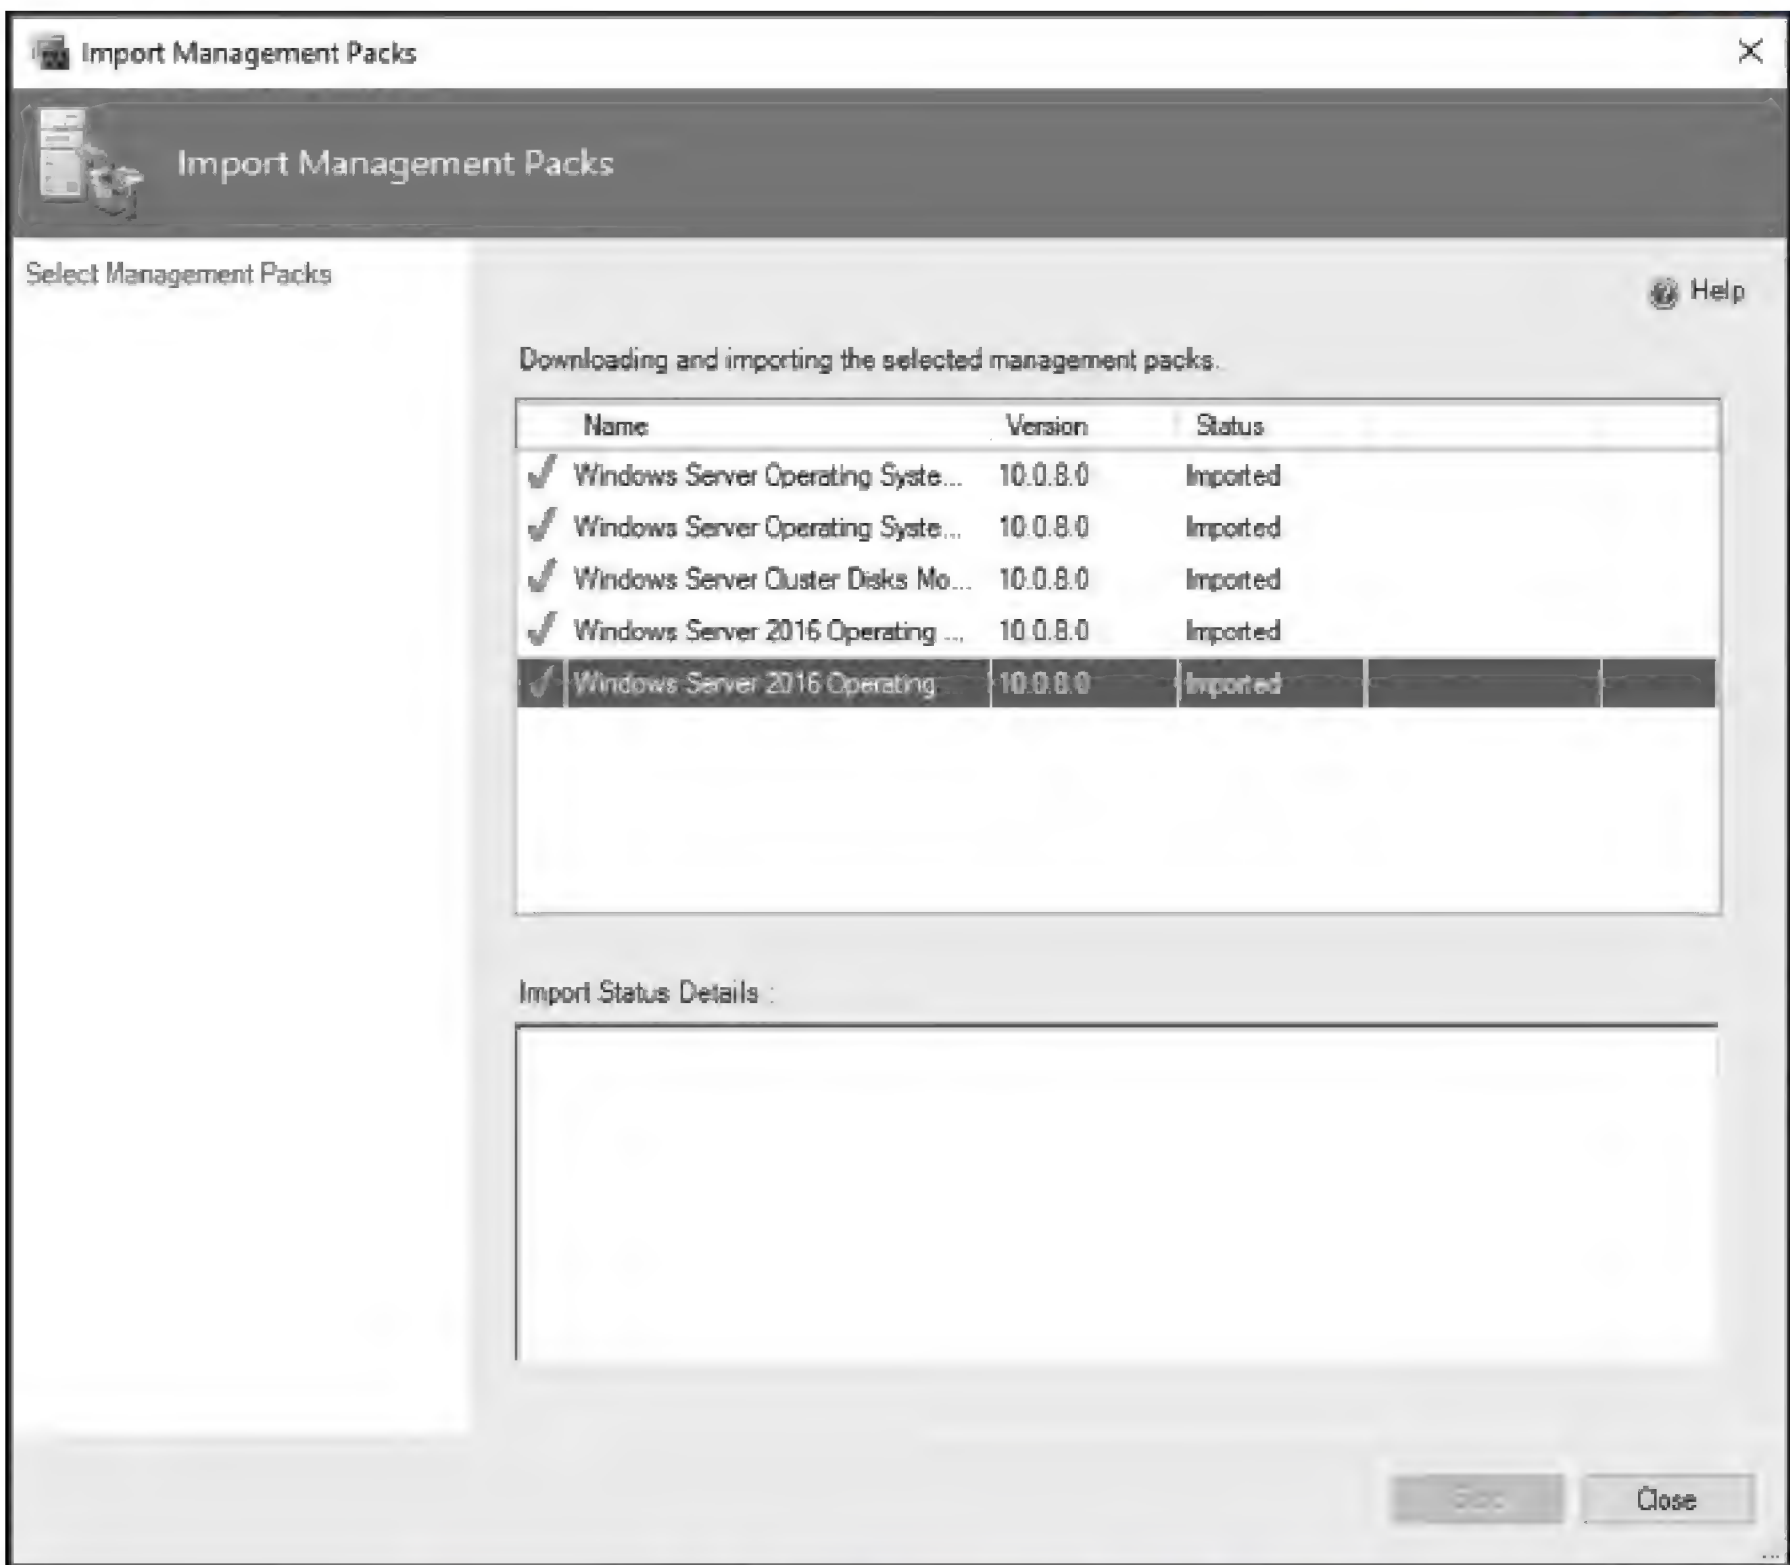 Import Management Packs
Import Management Packs
Select Management Packs
Help
Downloading and importing the selected management packs.
Name Version Status
Windows Server Operating Syste... 10.0.8.0 Imported
Windows Server Operating Syste... 10.0.8.0 Imported
Windows Server Cluster Disks Mo... 10.0.8.0 Imported
Windows Server 2016 Operating ... 10.0.8.0 Imported
Windows Server 2016 Operating 10.0.8.0 Imported
Import Status Details :
Close